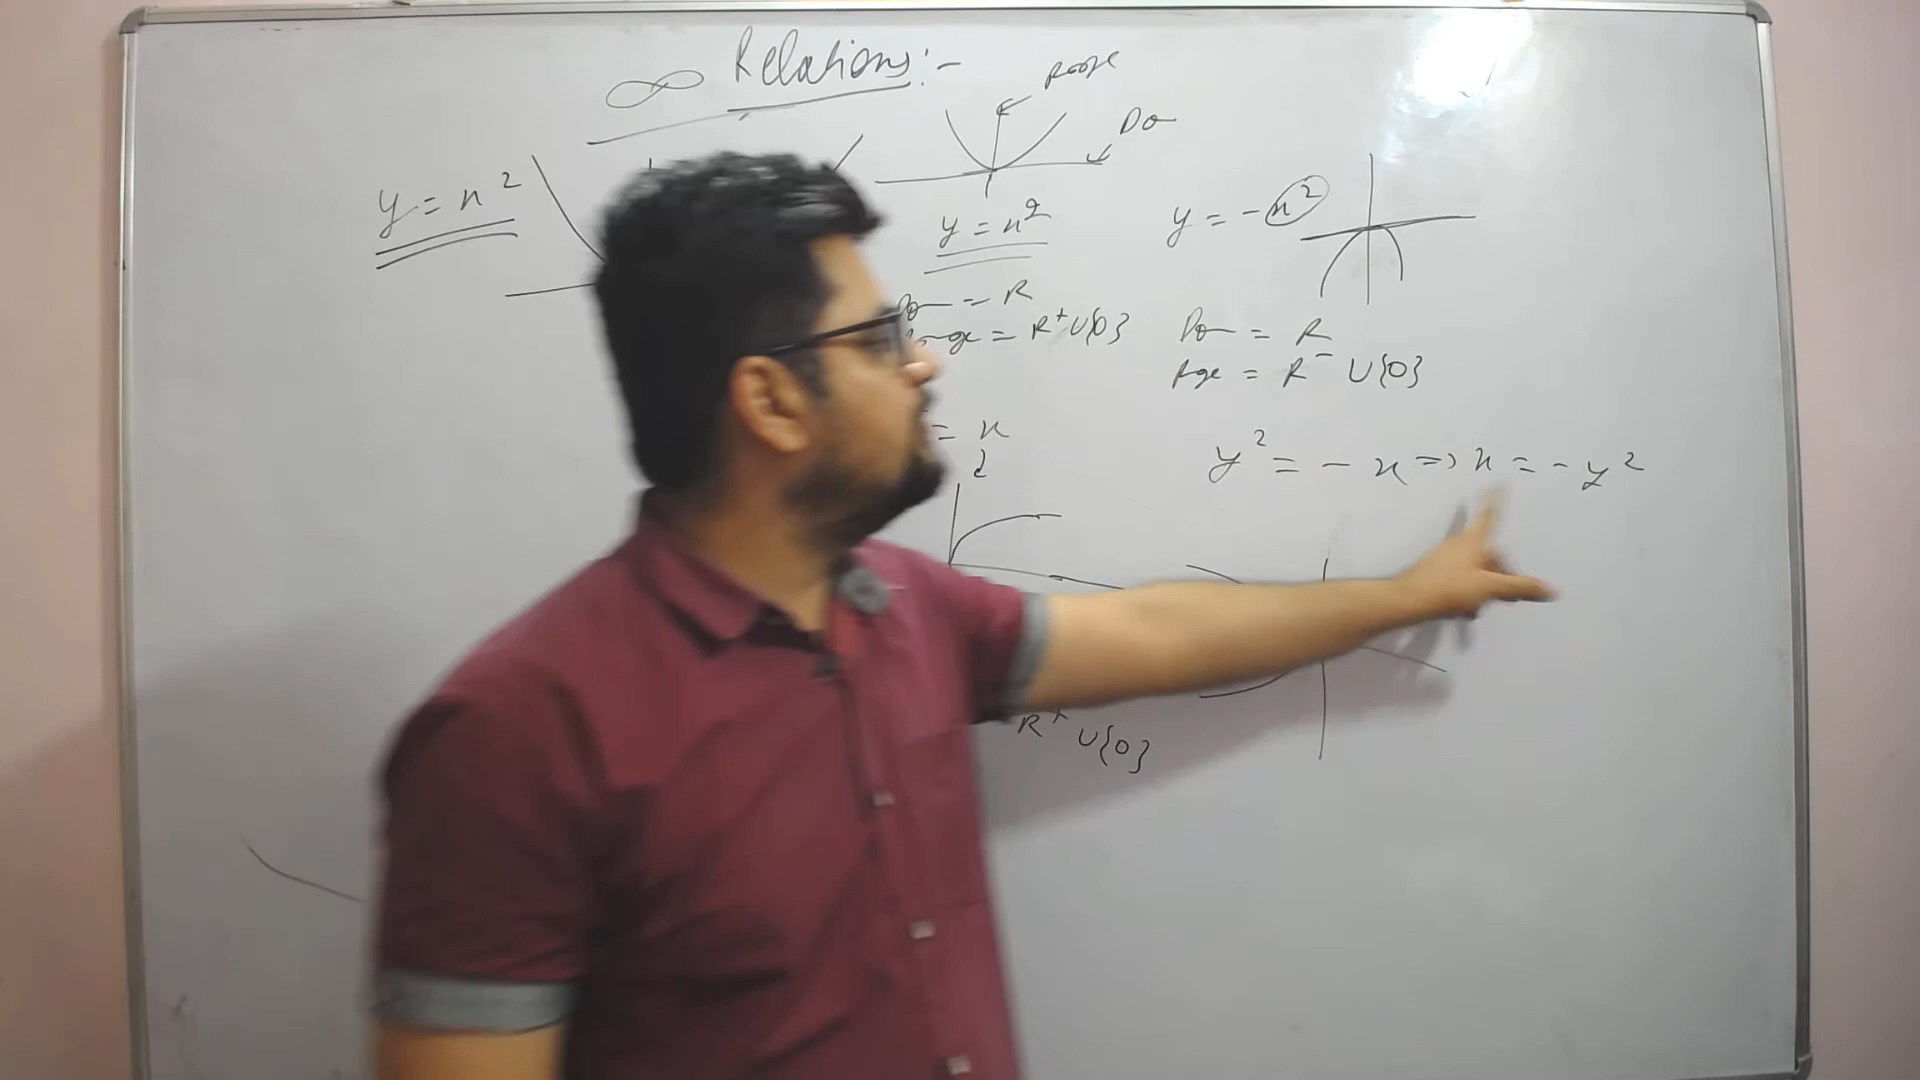 Relations :-
Range
Do
y = x²
y = x²
y = -x²
Do = R
Range = R⁺ ∪ {0}
Do = R
Rge = R⁻ ∪ {0}
= x
y² = - x => x = - y²
R⁺ ∪ {0}